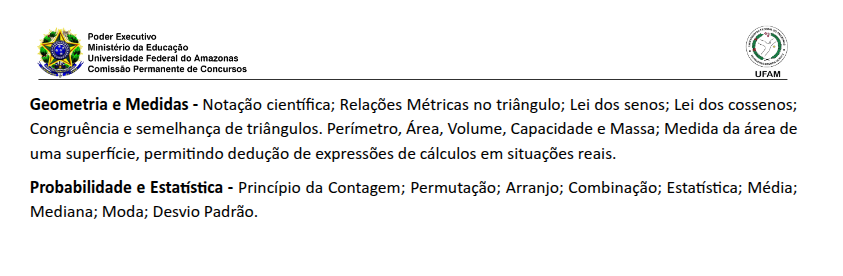 Poder Executivo
Ministério da Educação
Universidade Federal do Amazonas
Comissão Permanente de Concursos
UFAM
Geometria e Medidas - Notação científica; Relações Métricas no triângulo; Lei dos senos; Lei dos cossenos;
Congruência e semelhança de triângulos. Perímetro, Área, Volume, Capacidade e Massa; Medida da área de
uma superfície, permitindo dedução de expressões de cálculos em situações reais.
Probabilidade e Estatística - Princípio da Contagem; Permutação; Arranjo; Combinação; Estatística; Média;
Mediana; Moda; Desvio Padrão.